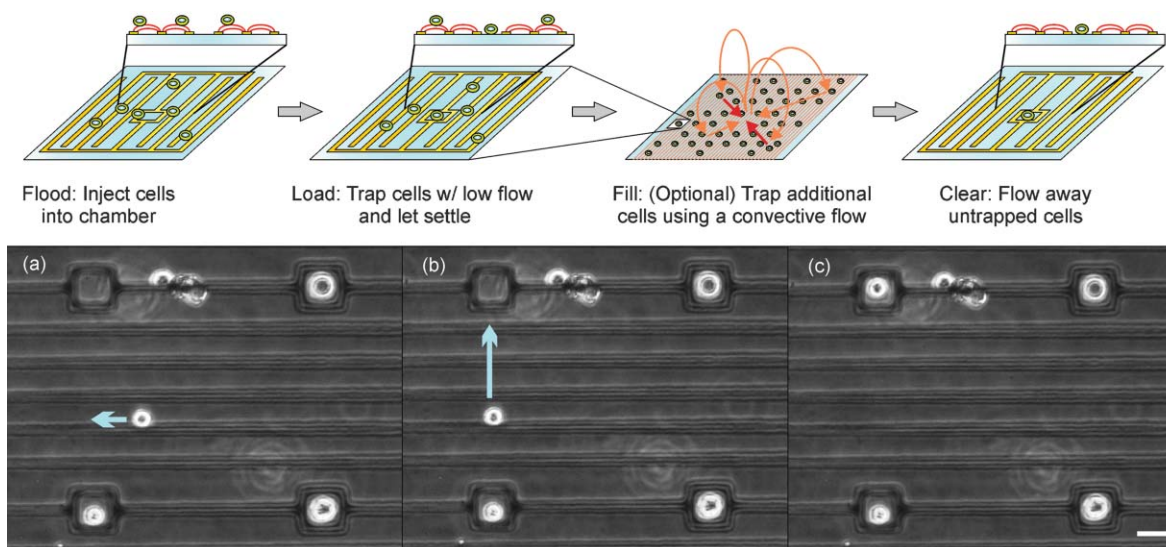 Flood: Inject cells
into chamber
Load: Trap cells w/ low flow
and let settle
Fill: (Optional) Trap additional
cells using a convective flow
Clear: Flow away
untrapped cells
(a)
(b)
(c)